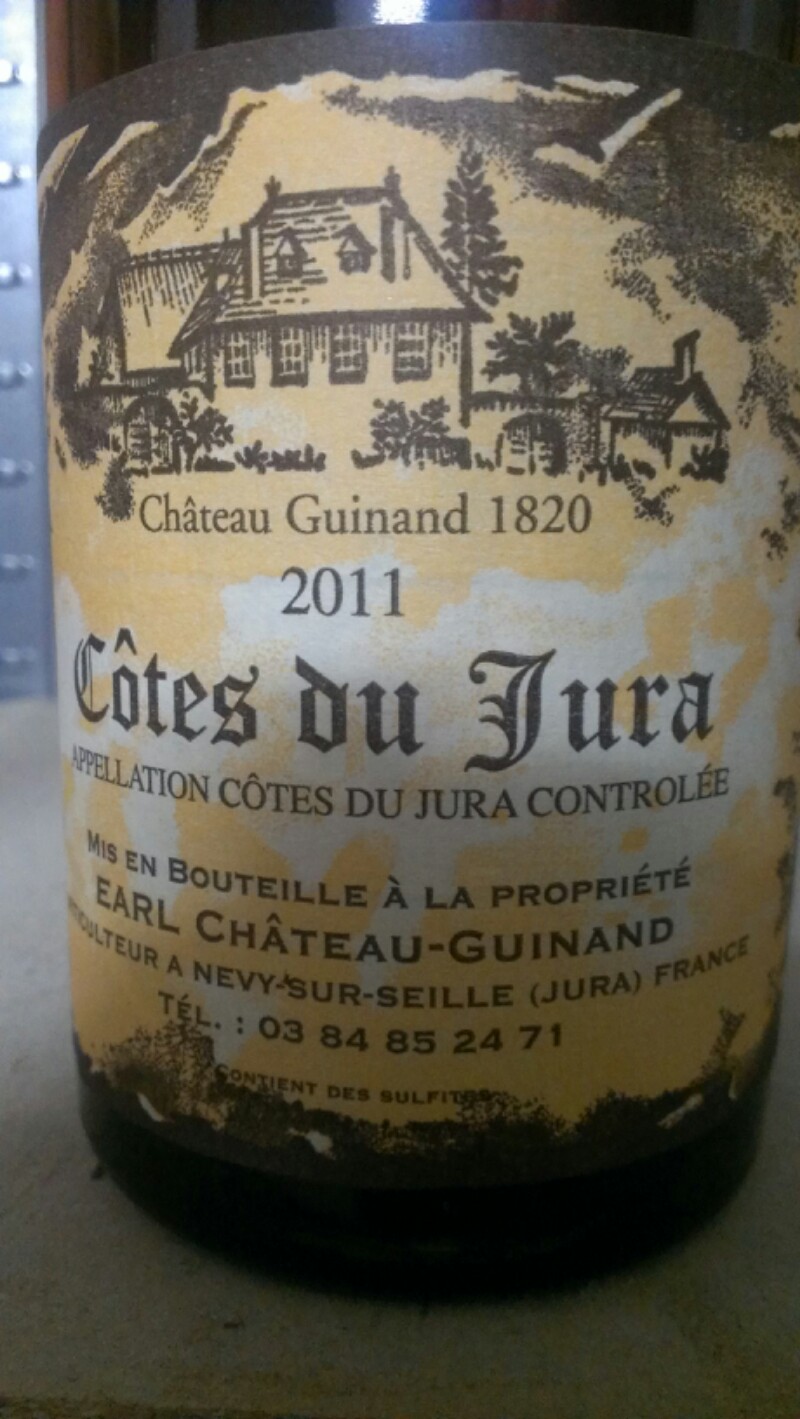 Château Guinand 1820
2011
Côtes du Jura
APPELLATION CÔTES DU JURA CONTROLÉE
MIS EN BOUTEILLE À LA PROPRIÉTÉ
EARL CHÂTEAU-GUINAND
A NEVY-SUR-SEILLE (JURA) FRANCE
TÉL. : 03 84 85 24 71
CONTIENT DES SULFITES